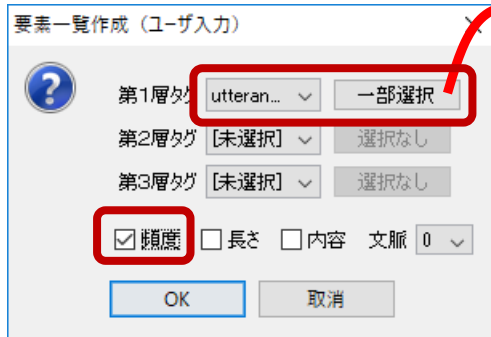 要素一覧作成（ユーザ入力）
第1層タグ utteran... 一部選択
第2層タグ [未選択] 選択なし
第3層タグ [未選択] 選択なし
頻度 長さ 内容 文脈 0
OK 取消